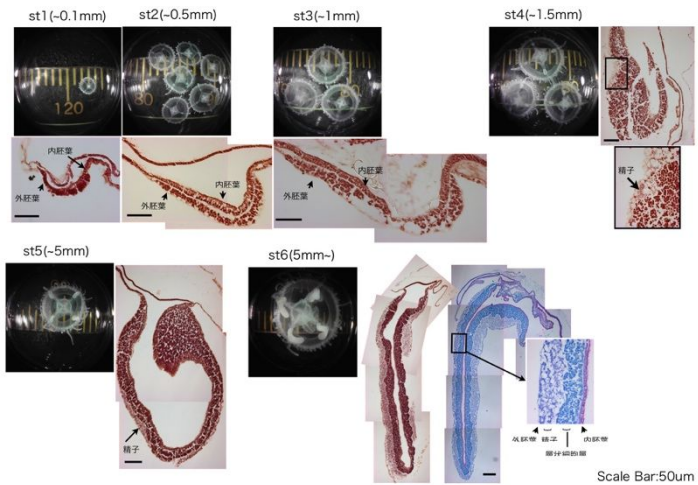 st1(~0.1mm)
st2(~0.5mm)
st3(~1mm)
st4(~1.5mm)
120
80
内胚葉
外胚葉
内胚葉
外胚葉
内胚葉
外胚葉
精子
st5(~5mm)
st6(5mm~)
精子
外胚葉 精子 内胚葉
Scale Bar:50um